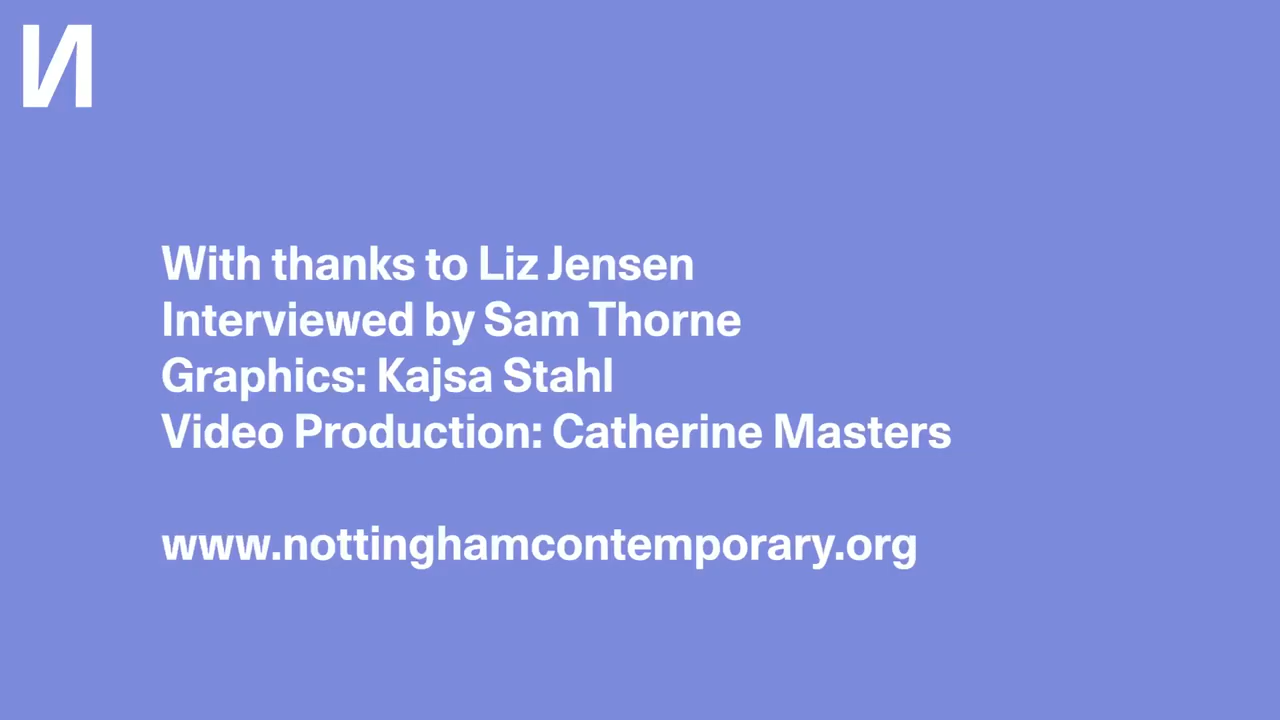 И
With thanks to Liz Jensen
Interviewed by Sam Thorne
Graphics: Kajsa Stahl
Video Production: Catherine Masters
www.nottinghamcontemporary.org